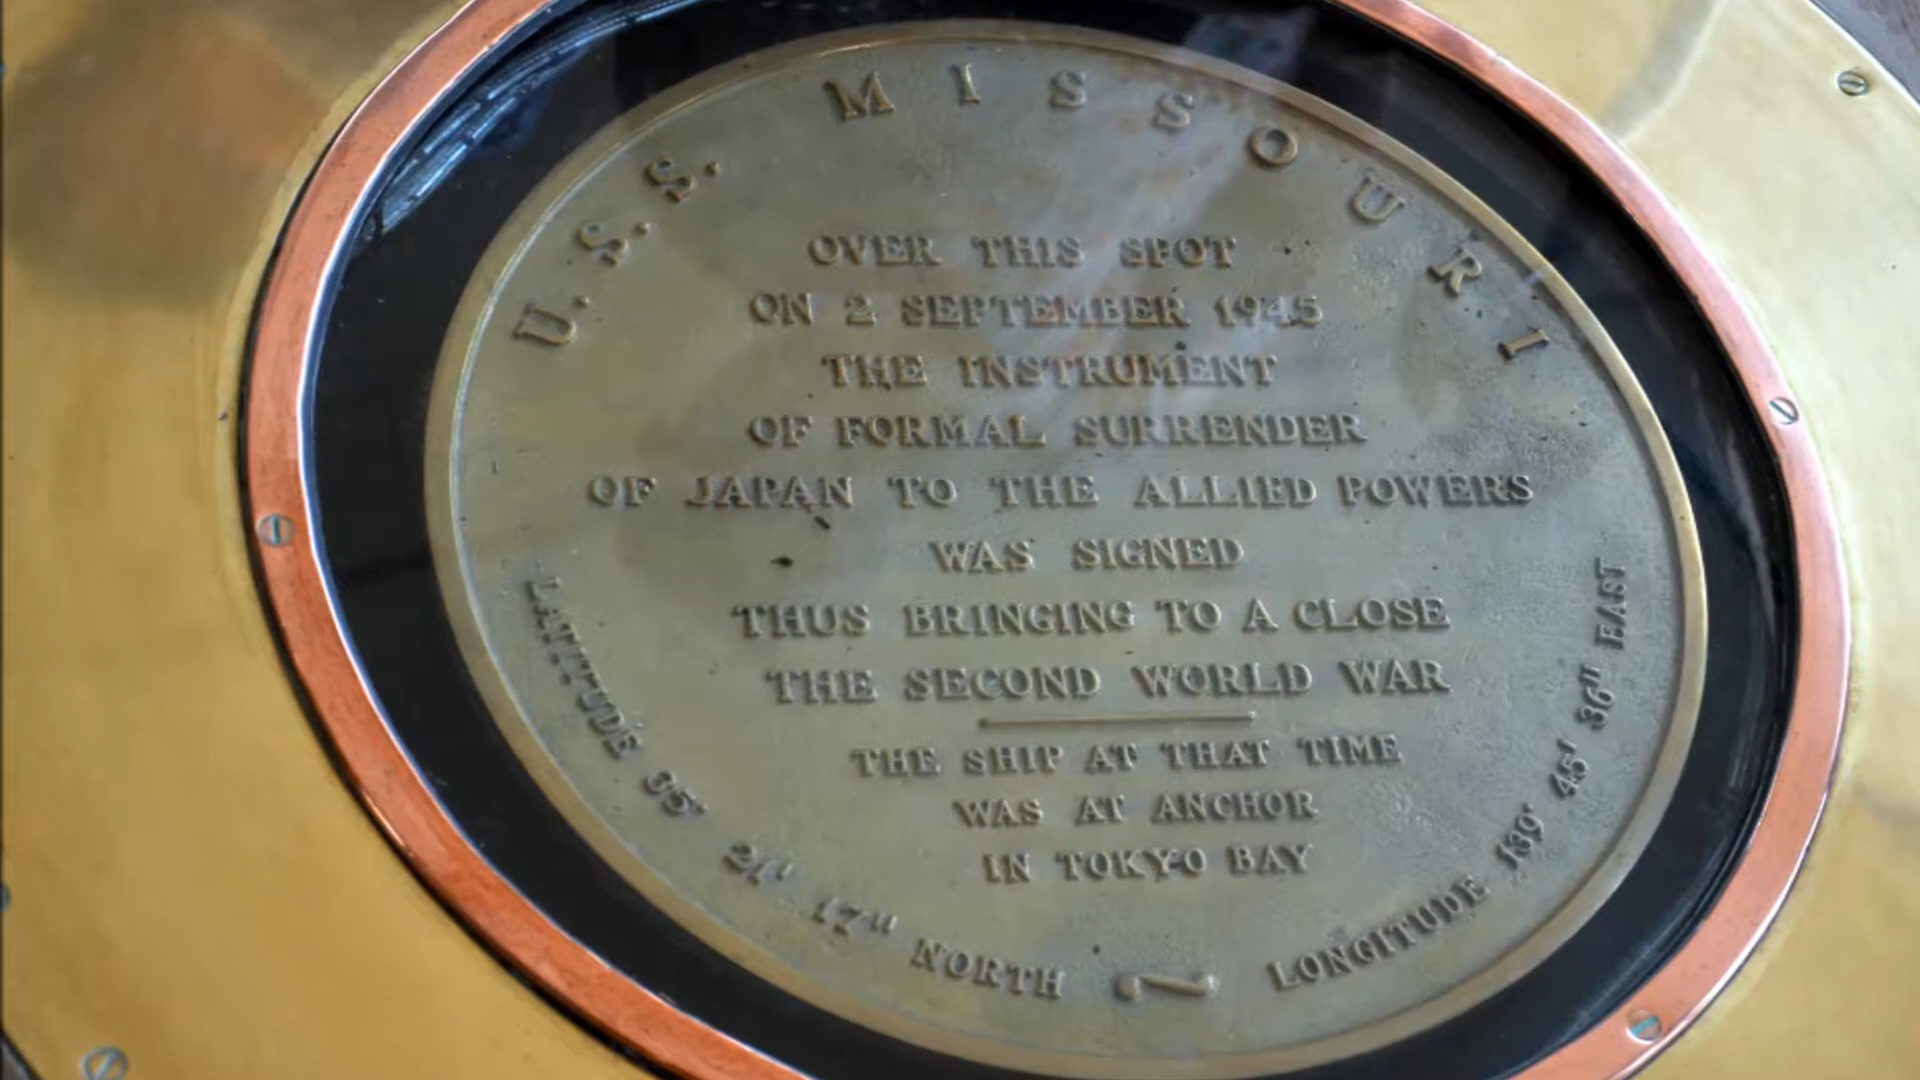 U.S.S. MISSOURI
OVER THIS SPOT
ON 2 SEPTEMBER 1945
THE INSTRUMENT
OF FORMAL SURRENDER
OF JAPAN TO THE ALLIED POWERS
WAS SIGNED
THUS BRINGING TO A CLOSE
THE SECOND WORLD WAR
THE SHIP AT THAT TIME
WAS AT ANCHOR
IN TOKYO BAY
LATITUDE 35° 21' 17" NORTH ~ LONGITUDE 139° 45' 36" EAST